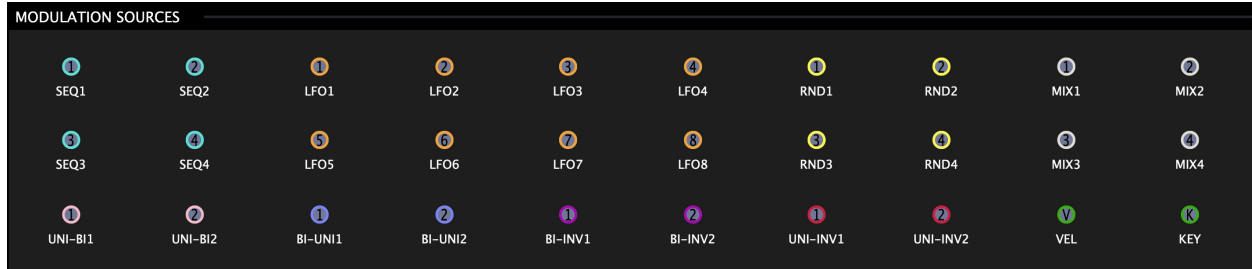 MODULATION SOURCES
1 2 1 2 3 4 1 2 1 2
SEQ1 SEQ2 LFO1 LFO2 LFO3 LFO4 RND1 RND2 MIX1 MIX2
3 4 5 6 7 8 3 4 3 4
SEQ3 SEQ4 LFO5 LFO6 LFO7 LFO8 RND3 RND4 MIX3 MIX4
1 2 1 2 1 2 1 2 V K
UNI-BI1 UNI-BI2 BI-UNI1 BI-UNI2 BI-INV1 BI-INV2 UNI-INV1 UNI-INV2 VEL KEY